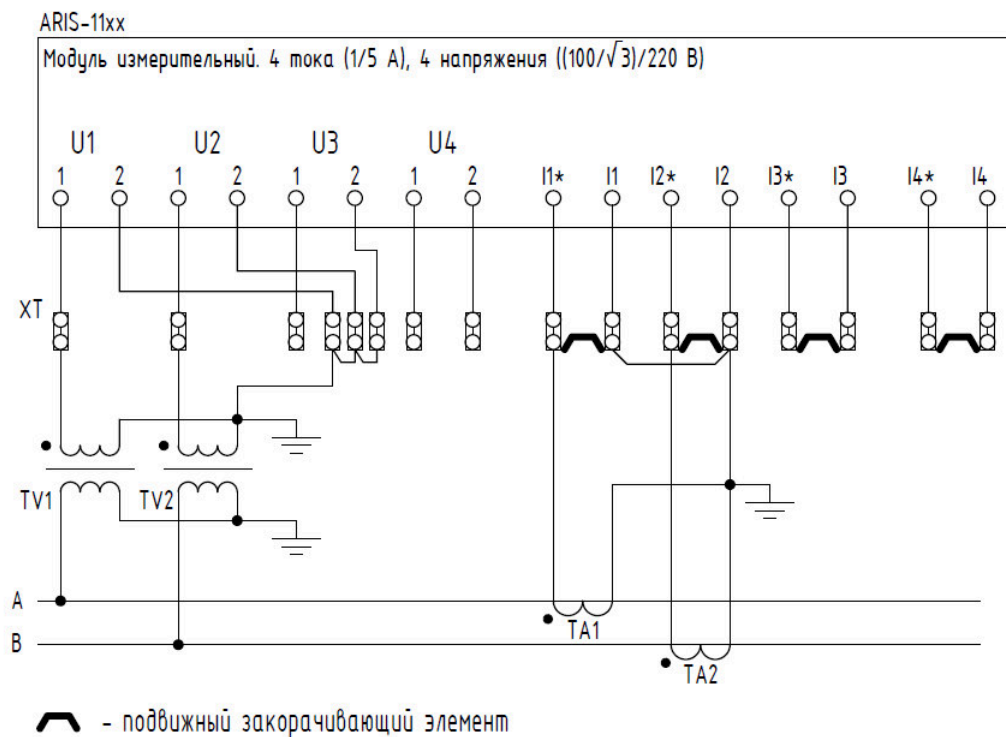 ARIS-11xx
Модуль измерительный. 4 тока (1/5 А), 4 напряжения ((100/√3)/220 В)
U1 U2 U3 U4
1 2 1 2 1 2 1 2 I1* I1 I2* I2 I3* I3 I4* I4
XT
TV1 TV2
A
TA1
B
TA2
- подвижный закорачивающий элемент